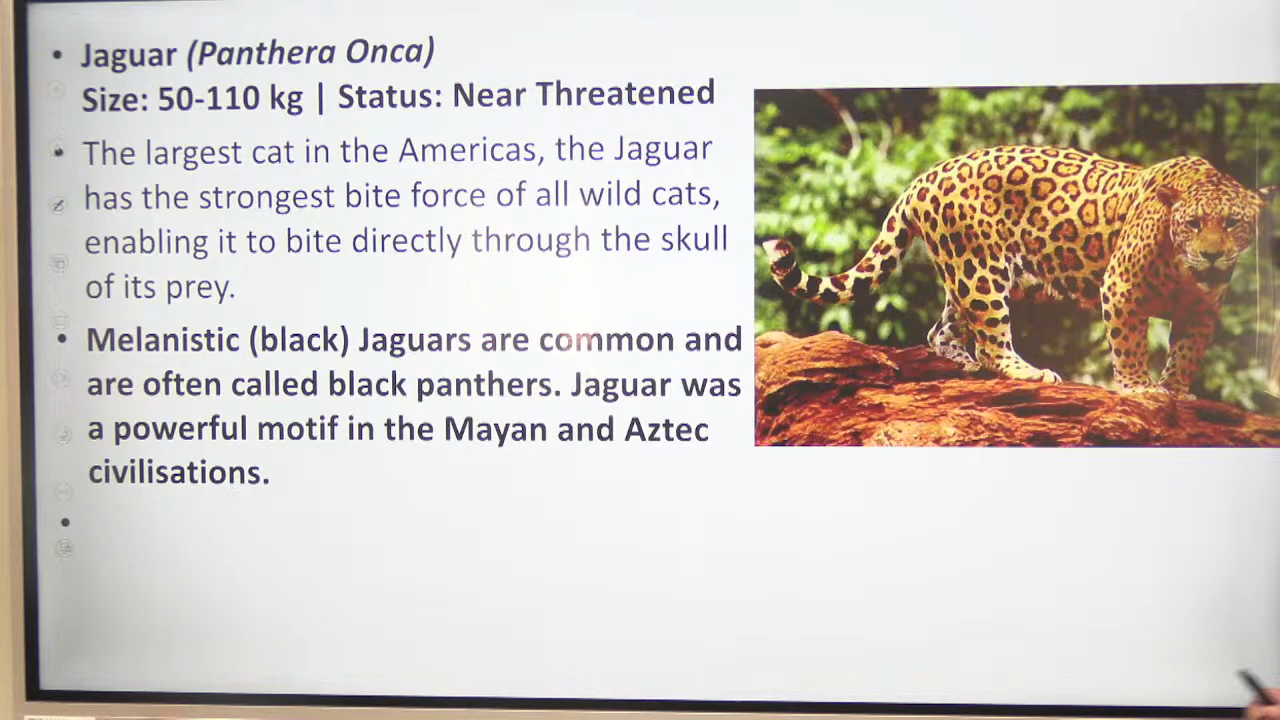 • Jaguar (Panthera Onca)
Size: 50-110 kg | Status: Near Threatened
• The largest cat in the Americas, the Jaguar
has the strongest bite force of all wild cats,
enabling it to bite directly through the skull
of its prey.
• Melanistic (black) Jaguars are common and
are often called black panthers. Jaguar was
a powerful motif in the Mayan and Aztec
civilisations.
•